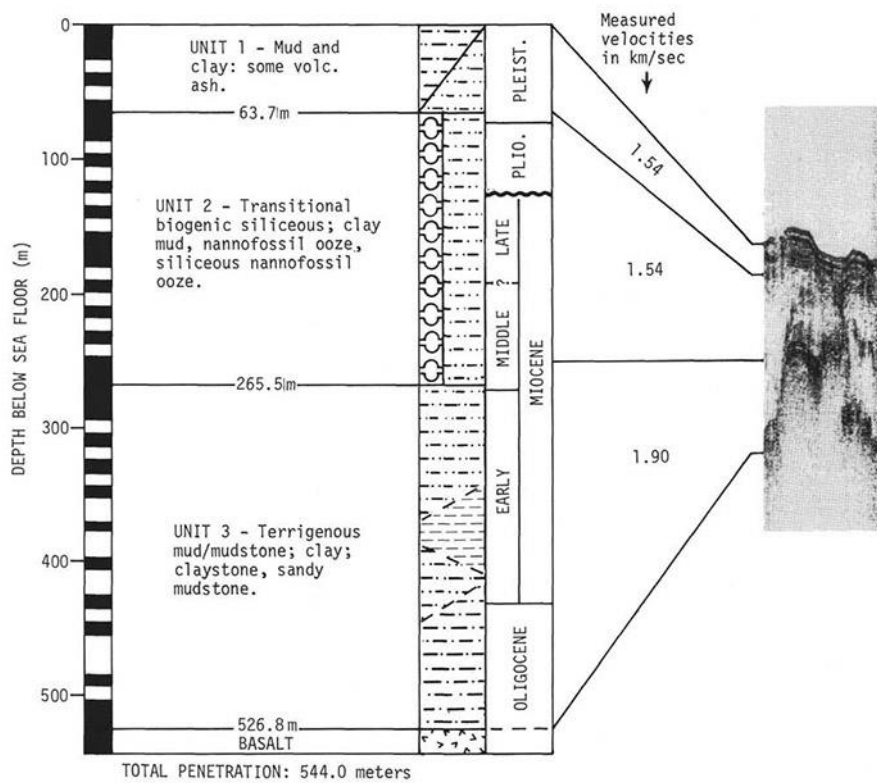 Measured
velocities
in km/sec
DEPTH BELOW SEA FLOOR (m)
0
100
200
300
400
500
UNIT 1 - Mud and
clay: some volc.
ash.
63.7 m
UNIT 2 - Transitional
biogenic siliceous; clay
mud, nannofossil ooze,
siliceous nannofossil
ooze.
265.5 m
UNIT 3 - Terrigenous
mud/mudstone; clay;
claystone, sandy
mudstone.
526.8 m
BASALT
PLEIST.
PLIO.
LATE
?
MIDDLE
EARLY
MIOCENE
OLIGOCENE
1.54
1.54
1.90
TOTAL PENETRATION: 544.0 meters